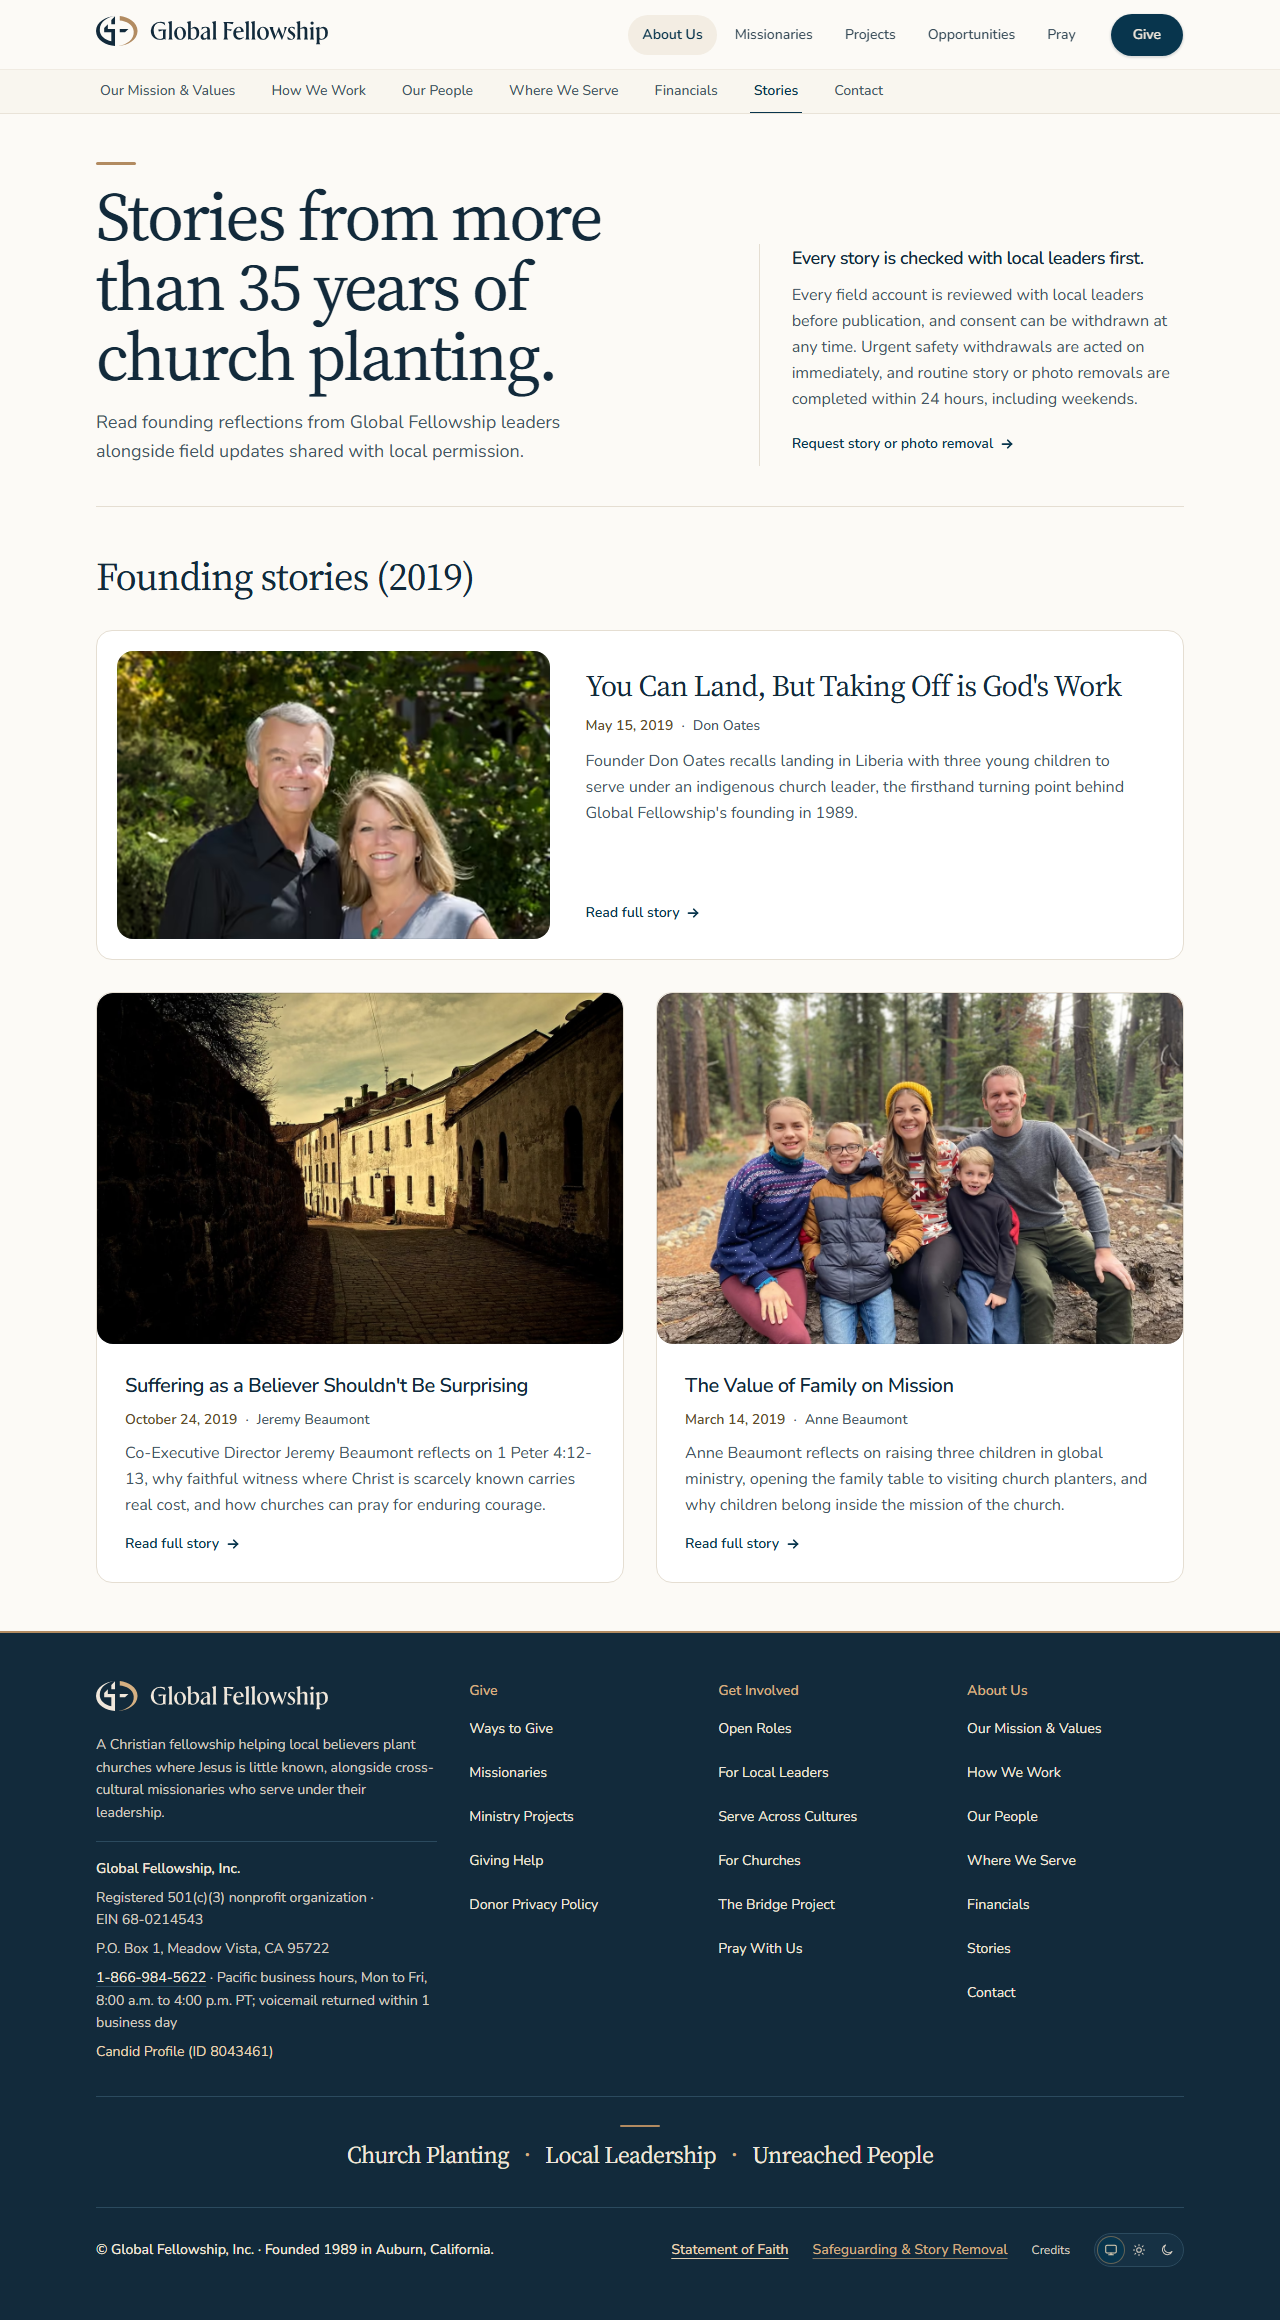 Global Fellowship
About Us
Missionaries
Projects
Opportunities
Pray
Give
Our Mission & Values
How We Work
Our People
Where We Serve
Financials
Stories
Contact
Stories from more
than 35 years of
church planting.
Read founding reflections from Global Fellowship leaders
alongside field updates shared with local permission.
Every story is checked with local leaders first.
Every field account is reviewed with local leaders
before publication, and consent can be withdrawn at
any time. Urgent safety withdrawals are acted on
immediately, and routine story or photo removals are
completed within 24 hours, including weekends.
Request story or photo removal →
Founding stories (2019)
You Can Land, But Taking Off is God's Work
May 15, 2019 · Don Oates
Founder Don Oates recalls landing in Liberia with three young children to
serve under an indigenous church leader, the firsthand turning point behind
Global Fellowship's founding in 1989.
Read full story →
Suffering as a Believer Shouldn't Be Surprising
October 24, 2019 · Jeremy Beaumont
Co-Executive Director Jeremy Beaumont reflects on 1 Peter 4:12-
13, why faithful witness where Christ is scarcely known carries
real cost, and how churches can pray for enduring courage.
Read full story →
The Value of Family on Mission
March 14, 2019 · Anne Beaumont
Anne Beaumont reflects on raising three children in global
ministry, opening the family table to visiting church planters, and
why children belong inside the mission of the church.
Read full story →
Global Fellowship
A Christian fellowship helping local believers plant
churches where Jesus is little known, alongside cross-
cultural missionaries who serve under their
leadership.
Global Fellowship, Inc.
Registered 501(c)(3) nonprofit organization ·
EIN 68-0214543
P.O. Box 1, Meadow Vista, CA 95722
1-866-984-5622 · Pacific business hours, Mon to Fri,
8:00 a.m. to 4:00 p.m. PT; voicemail returned within 1
business day
Candid Profile (ID 8043461)
Give
Ways to Give
Missionaries
Ministry Projects
Giving Help
Donor Privacy Policy
Get Involved
Open Roles
For Local Leaders
Serve Across Cultures
For Churches
The Bridge Project
Pray With Us
About Us
Our Mission & Values
How We Work
Our People
Where We Serve
Financials
Stories
Contact
Church Planting · Local Leadership · Unreached People
© Global Fellowship, Inc. · Founded 1989 in Auburn, California.
Statement of Faith
Safeguarding & Story Removal
Credits